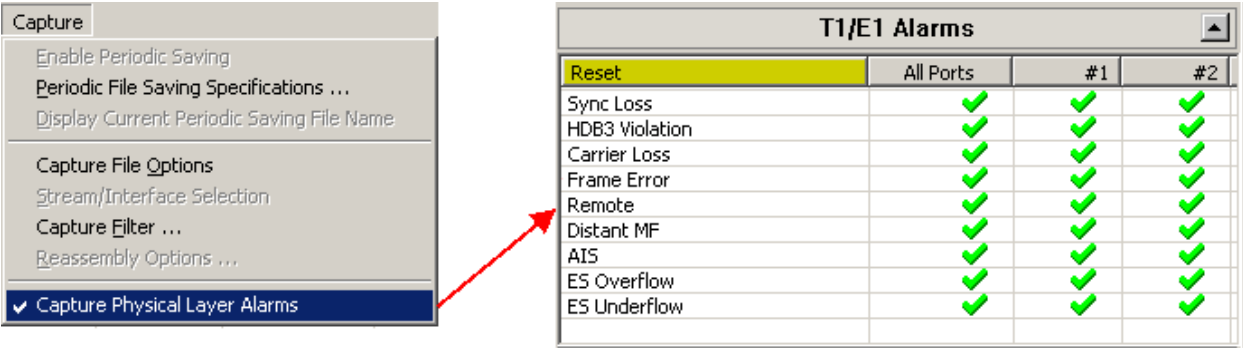 Capture
Enable Periodic Saving
Periodic File Saving Specifications ...
Display Current Periodic Saving File Name
Capture File Options
Stream/Interface Selection
Capture Filter ...
Reassembly Options ...
Capture Physical Layer Alarms
T1/E1 Alarms
Reset All Ports #1 #2
Sync Loss
HDB3 Violation
Carrier Loss
Frame Error
Remote
Distant MF
AIS
ES Overflow
ES Underflow